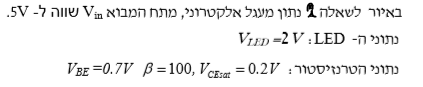 באיור לשאלה 2 נתון מעגל אלקטרוני, מתח המבוא Vin שווה ל- 5V.
נתוני ה- LED: VLED=2 V
נתוני הטרנזיסטור: VBE=0.7V β=100, VCEsat = 0.2V